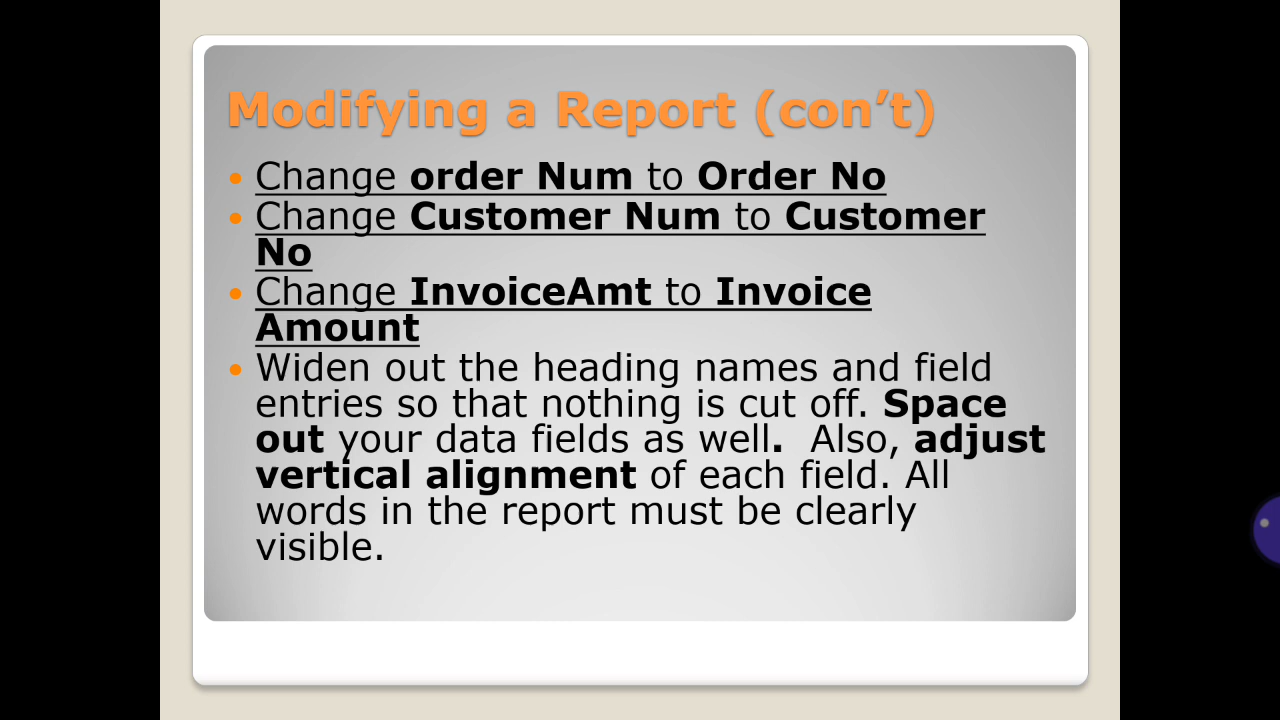 Modifying a Report (con’t)
• Change order Num to Order No
• Change Customer Num to Customer
No
• Change InvoiceAmt to Invoice
Amount
• Widen out the heading names and field
entries so that nothing is cut off. Space
out your data fields as well.  Also, adjust
vertical alignment of each field. All
words in the report must be clearly
visible.